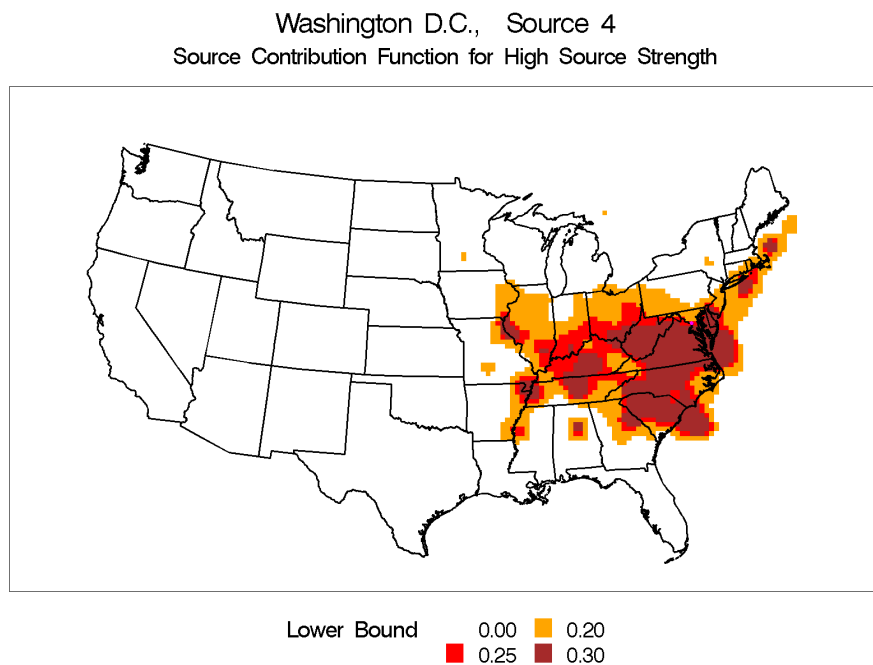 Washington D.C., Source 4
Source Contribution Function for High Source Strength
Lower Bound 0.00 0.20
0.25 0.30